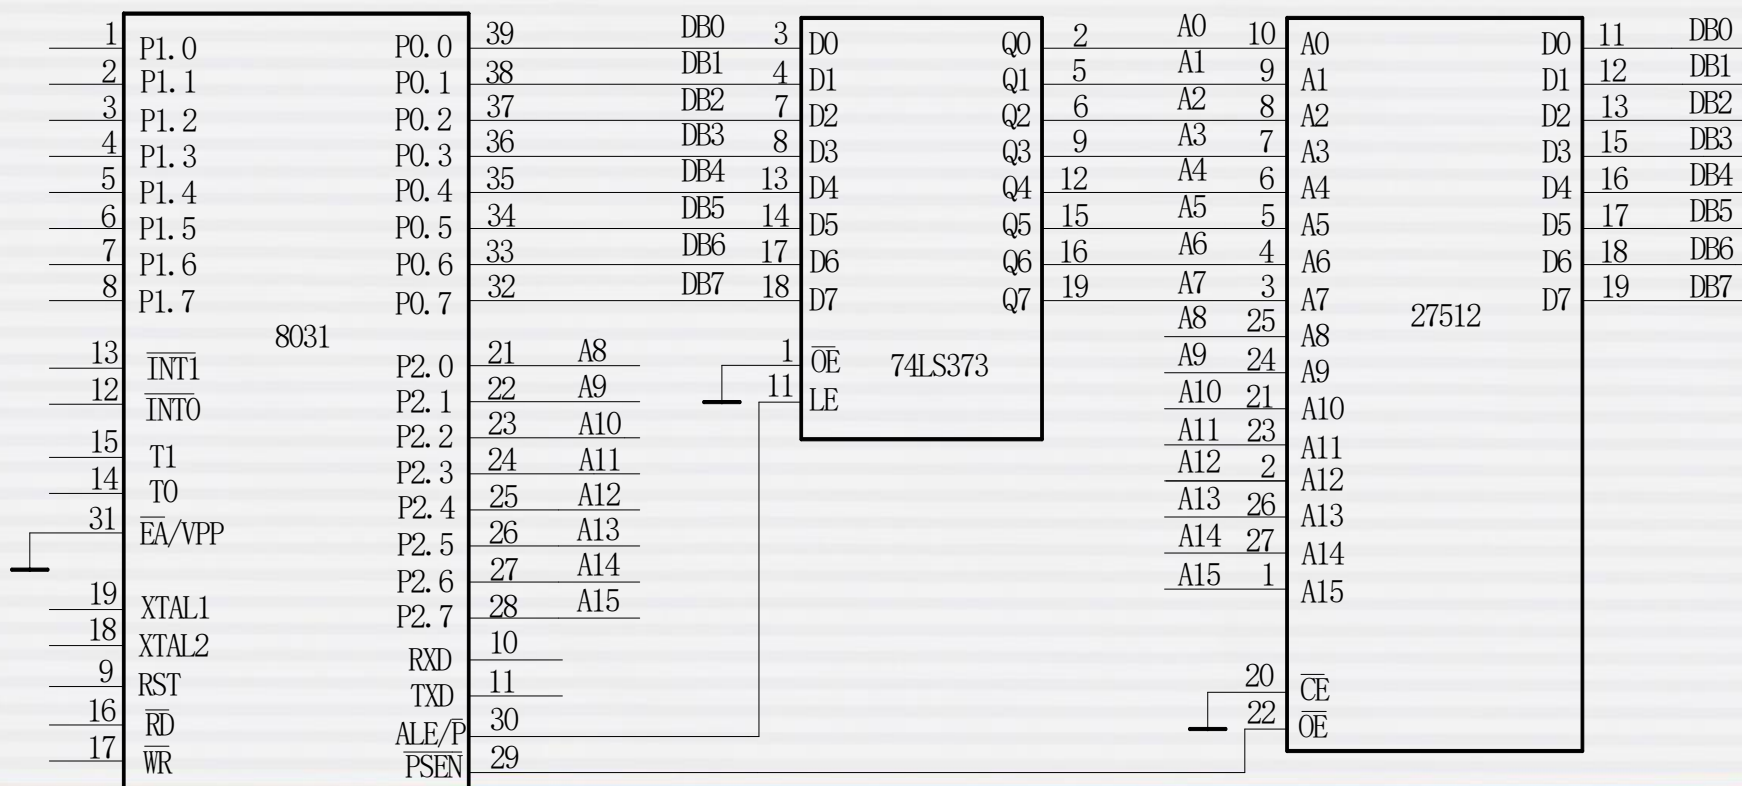 1 P1.0 P0.0 39 DB0 3 D0 Q0 2 A0 10 A0 D0 11 DB0
2 P1.1 P0.1 38 DB1 4 D1 Q1 5 A1 9 A1 D1 12 DB1
3 P1.2 P0.2 37 DB2 7 D2 Q2 6 A2 8 A2 D2 13 DB2
4 P1.3 P0.3 36 DB3 8 D3 Q3 9 A3 7 A3 D3 15 DB3
5 P1.4 P0.4 35 DB4 13 D4 Q4 12 A4 6 A4 D4 16 DB4
6 P1.5 P0.5 34 DB5 14 D5 Q5 15 A5 5 A5 D5 17 DB5
7 P1.6 P0.6 33 DB6 17 D6 Q6 16 A6 4 A6 D6 18 DB6
8 P1.7 P0.7 32 DB7 18 D7 Q7 19 A7 3 A7 D7 19 DB7
8031 A8 25 A8 27512
13 I̅N̅T̅1̅ P2.0 21 A8 1 O̅E̅ 74LS373 A9 24 A9
12 I̅N̅T̅0̅ P2.1 22 A9 11 LE A10 21 A10
P2.2 23 A10 A11 23 A11
15 T1 P2.3 24 A11 A12 2 A12
14 T0 P2.4 25 A12 A13 26 A13
31 E̅A̅/VPP P2.5 26 A13 A14 27 A14
P2.6 27 A14 A15 1 A15
19 XTAL1 P2.7 28 A15
18 XTAL2 RXD 10
9 RST TXD 11 20 C̅E̅
16 R̅D̅ ALE/P̅ 30 22 O̅E̅
17 W̅R̅ P̅S̅E̅N̅ 29